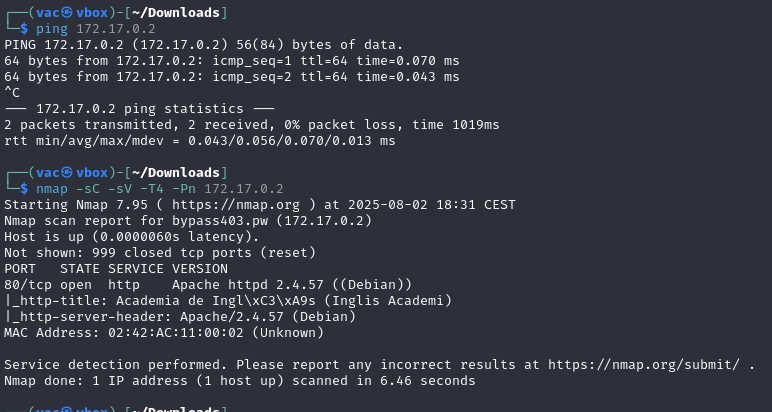 ┌──(vac㉿vbox)-[~/Downloads]
└─$ ping 172.17.0.2
PING 172.17.0.2 (172.17.0.2) 56(84) bytes of data.
64 bytes from 172.17.0.2: icmp_seq=1 ttl=64 time=0.070 ms
64 bytes from 172.17.0.2: icmp_seq=2 ttl=64 time=0.043 ms
^C
--- 172.17.0.2 ping statistics ---
2 packets transmitted, 2 received, 0% packet loss, time 1019ms
rtt min/avg/max/mdev = 0.043/0.056/0.070/0.013 ms
┌──(vac㉿vbox)-[~/Downloads]
└─$ nmap -sC -sV -T4 -Pn 172.17.0.2
Starting Nmap 7.95 ( https://nmap.org ) at 2025-08-02 18:31 CEST
Nmap scan report for bypass403.pw (172.17.0.2)
Host is up (0.0000060s latency).
Not shown: 999 closed tcp ports (reset)
PORT   STATE SERVICE VERSION
80/tcp open  http    Apache httpd 2.4.57 ((Debian))
|_http-title: Academia de Ingl\xC3\xA9s (Inglis Academi)
|_http-server-header: Apache/2.4.57 (Debian)
MAC Address: 02:42:AC:11:00:02 (Unknown)
Service detection performed. Please report any incorrect results at https://nmap.org/submit/ .
Nmap done: 1 IP address (1 host up) scanned in 6.46 seconds